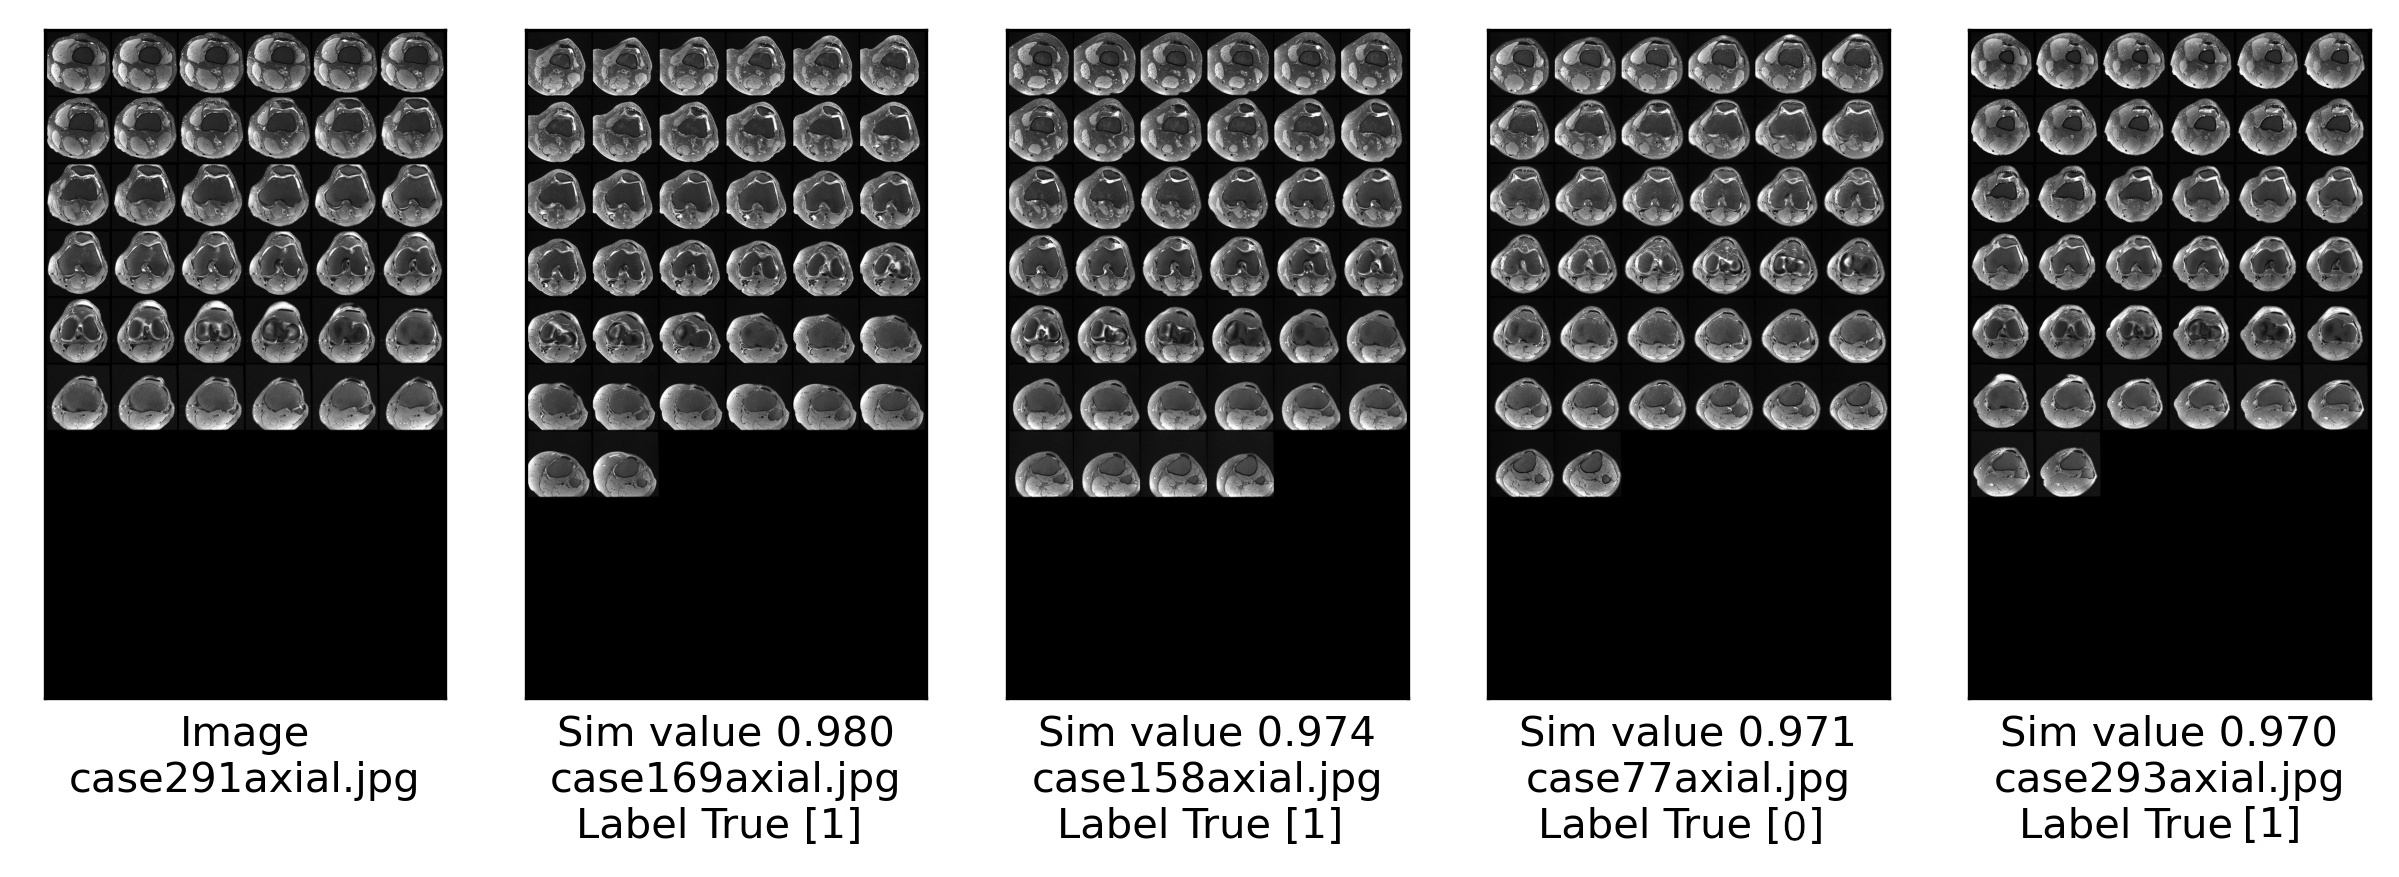 Image
case291axial.jpg
Sim value 0.980
case169axial.jpg
Label True [1]
Sim value 0.974
case158axial.jpg
Label True [1]
Sim value 0.971
case77axial.jpg
Label True [0]
Sim value 0.970
case293axial.jpg
Label True [1]